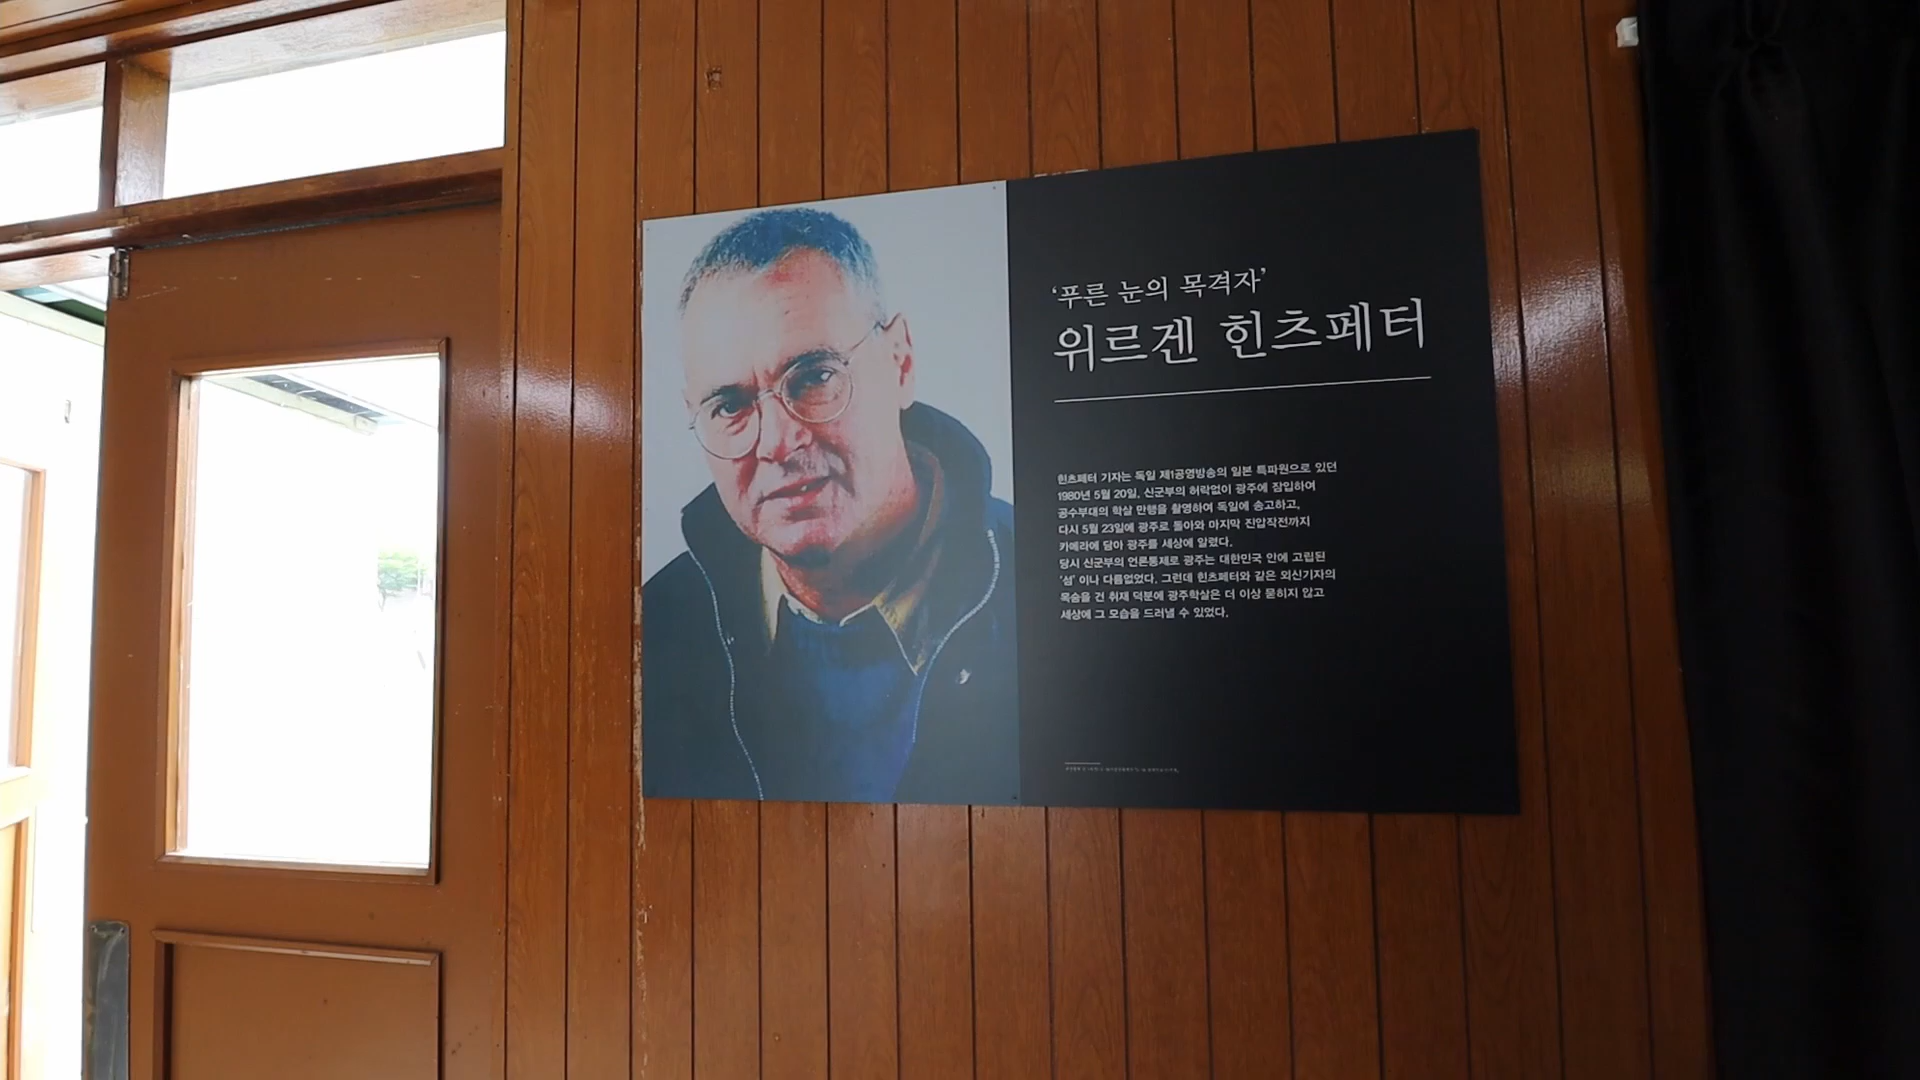 ‘푸른 눈의 목격자’
위르겐 힌츠페터
힌츠페터 기자는 독일 제1공영방송의 일본 특파원으로 있던
1980년 5월 20일, 신군부의 허락없이 광주에 잠입하여
공수부대의 학살 만행을 촬영하여 독일에 송고하고,
다시 5월 23일에 광주로 돌아와 마지막 진압작전까지
카메라에 담아 광주를 세상에 알렸다.
당시 신군부의 언론통제로 광주는 대한민국 안에 고립된
‘섬’ 이나 다름없었다. 그런데 힌츠페터와 같은 외신기자의
목숨을 건 취재 덕분에 광주학살은 더 이상 묻히지 않고
세상에 그 모습을 드러낼 수 있었다.